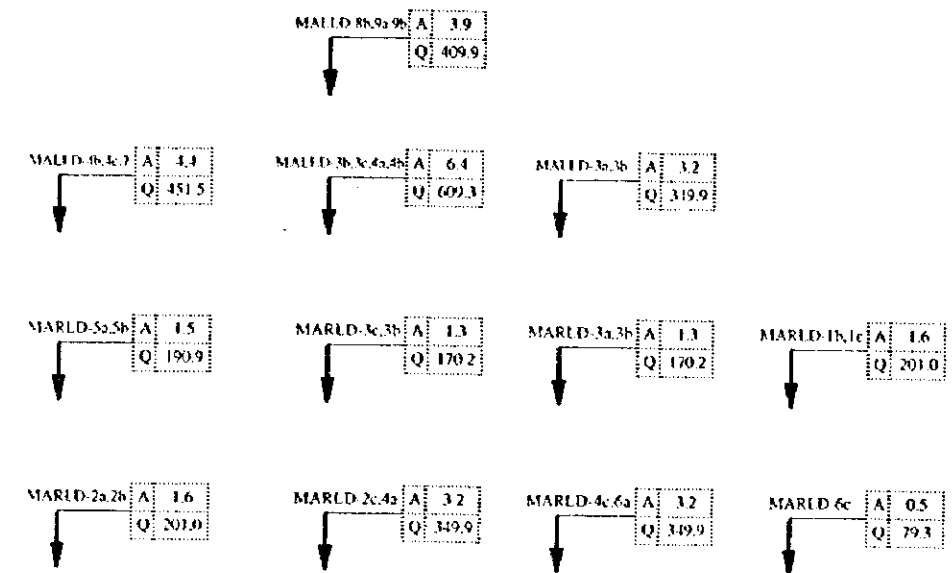 MALLD-8b,9a,9b A 3.9
Q 409.9
MALLD-4b,4c,7 A 4.4
Q 451.5
MALLD-3b,3c,4a,4b A 6.4
Q 609.3
MALLD-3a,3b A 3.2
Q 349.9
MARLD-5a,5b A 1.5
Q 190.9
MARLD-3c,3b A 1.3
Q 170.2
MARLD-3a,3b A 1.3
Q 170.2
MARLD-1b,1c A 1.6
Q 201.0
MARLD-2a,2b A 1.6
Q 201.0
MARLD-2c,4a A 3.2
Q 349.9
MARLD-4c,6a A 3.2
Q 349.9
MARLD-6c A 0.5
Q 79.3